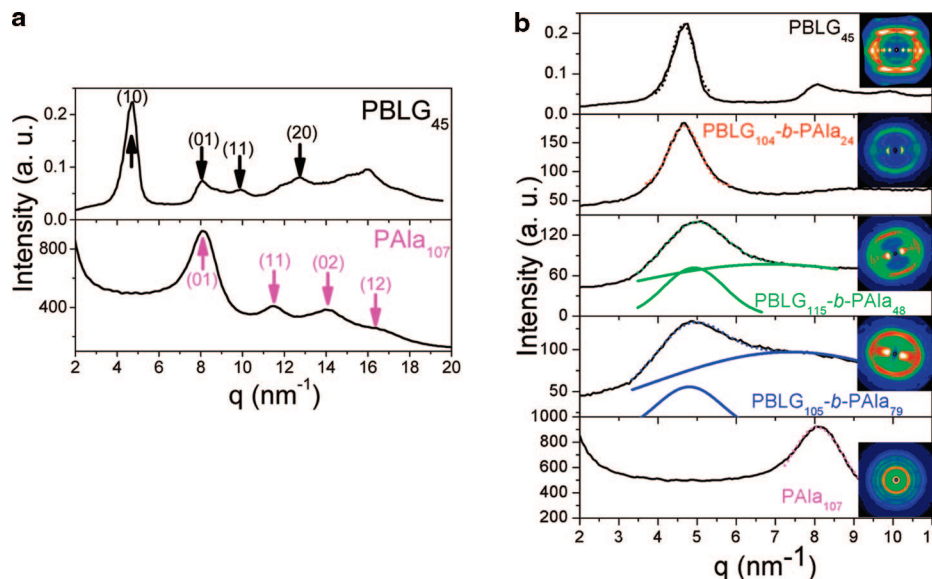 a
PBLG45
(10)
(01)
(11)
(20)
0.2
0.1
0.0
PAla107
800
400
(01)
(11)
(02)
(12)
2 4 6 8 10 12 14 16 18 20
q (nm-1)
Intensity (a. u.)
b
PBLG45
0.2
0.1
0.0
PBLG104-b-PAla24
150
100
50
0
120
60
0
PBLG115-b-PAla48
100
50
PBLG105-b-PAla79
1000
800
600
400
200
PAla107
2 3 4 5 6 7 8 9 10 11
q (nm-1)
Intensity (a. u.)